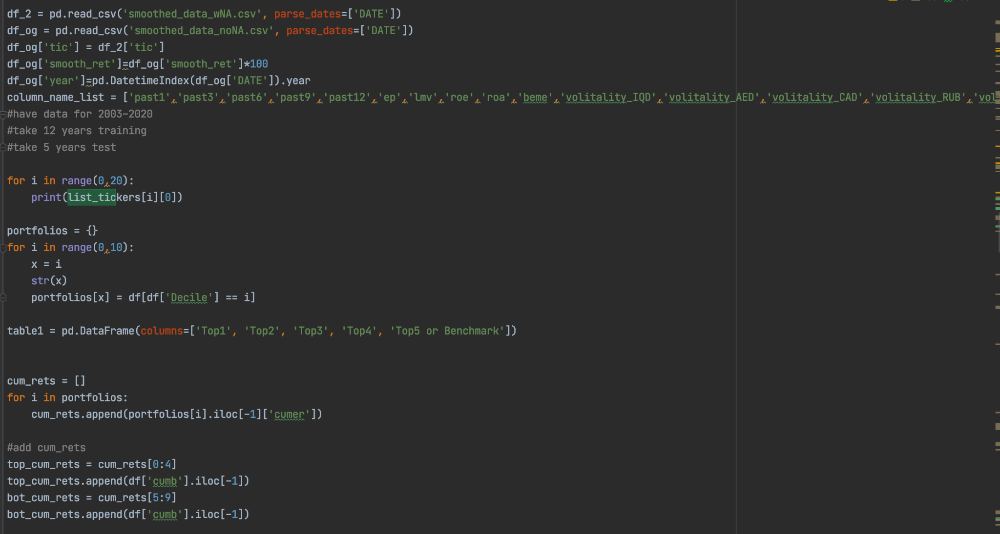 df_2 = pd.read_csv('smoothed_data_wNA.csv', parse_dates=['DATE'])
df_og = pd.read_csv('smoothed_data_noNA.csv', parse_dates=['DATE'])
df_og['tic'] = df_2['tic']
df_og['smooth_ret']=df_og['smooth_ret']*100
df_og['year']=pd.DatetimeIndex(df_og['DATE']).year
column_name_list = ['past1','past3','past6','past9','past12','ep','lmv','roe','roa','beme','volitality_IQD','volitality_AED','volitality_CAD','volitality_RUB','vol
#have data for 2003-2020
#take 12 years training
#take 5 years test
for i in range(0,20):
    print(list_tickers[i][0])
portfolios = {}
for i in range(0,10):
    x = i
    str(x)
    portfolios[x] = df[df['Decile'] == i]
table1 = pd.DataFrame(columns=['Top1', 'Top2', 'Top3', 'Top4', 'Top5 or Benchmark'])
cum_rets = []
for i in portfolios:
    cum_rets.append(portfolios[i].iloc[-1]['cumer'])
#add cum_rets
top_cum_rets = cum_rets[0:4]
top_cum_rets.append(df['cumb'].iloc[-1])
bot_cum_rets = cum_rets[5:9]
bot_cum_rets.append(df['cumb'].iloc[-1])